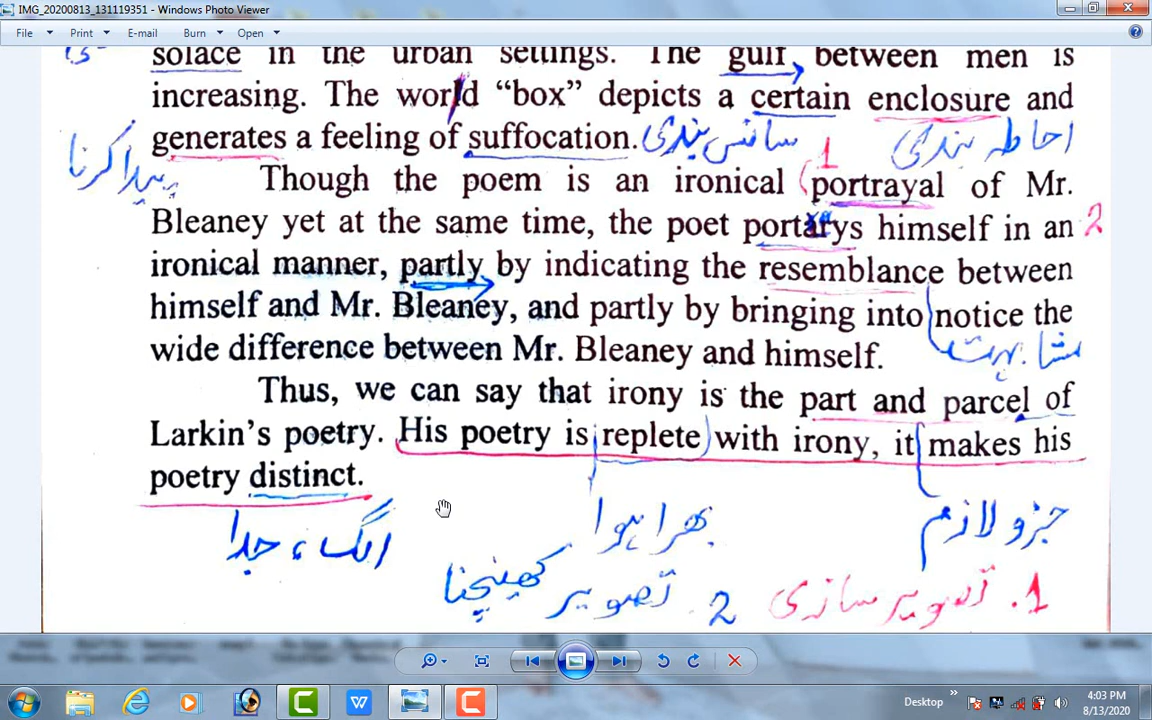 IMG_20200813_131119351 - Windows Photo Viewer
File Print E-mail Burn Open
solace in the urban settings. The gulf between men is
increasing. The world “box” depicts a certain enclosure and
generates a feeling of suffocation. سانس بندی احاطہ بندی
پیدا کرنا
1
Though the poem is an ironical (portrayal of Mr.
Bleaney yet at the same time, the poet portarys himself in an 2
ironical manner, partly by indicating the resemblance between
himself and Mr. Bleaney, and partly by bringing into notice the
wide difference between Mr. Bleaney and himself. مشابہت
Thus, we can say that irony is the part and parcel of
Larkin's poetry. His poetry is replete with irony, it makes his
poetry distinct.
الگ، جدا بھرا ہوا جزو لازم
1. تصویر سازی 2. تصویر کھینچنا
Desktop
4:03 PM
8/13/2020